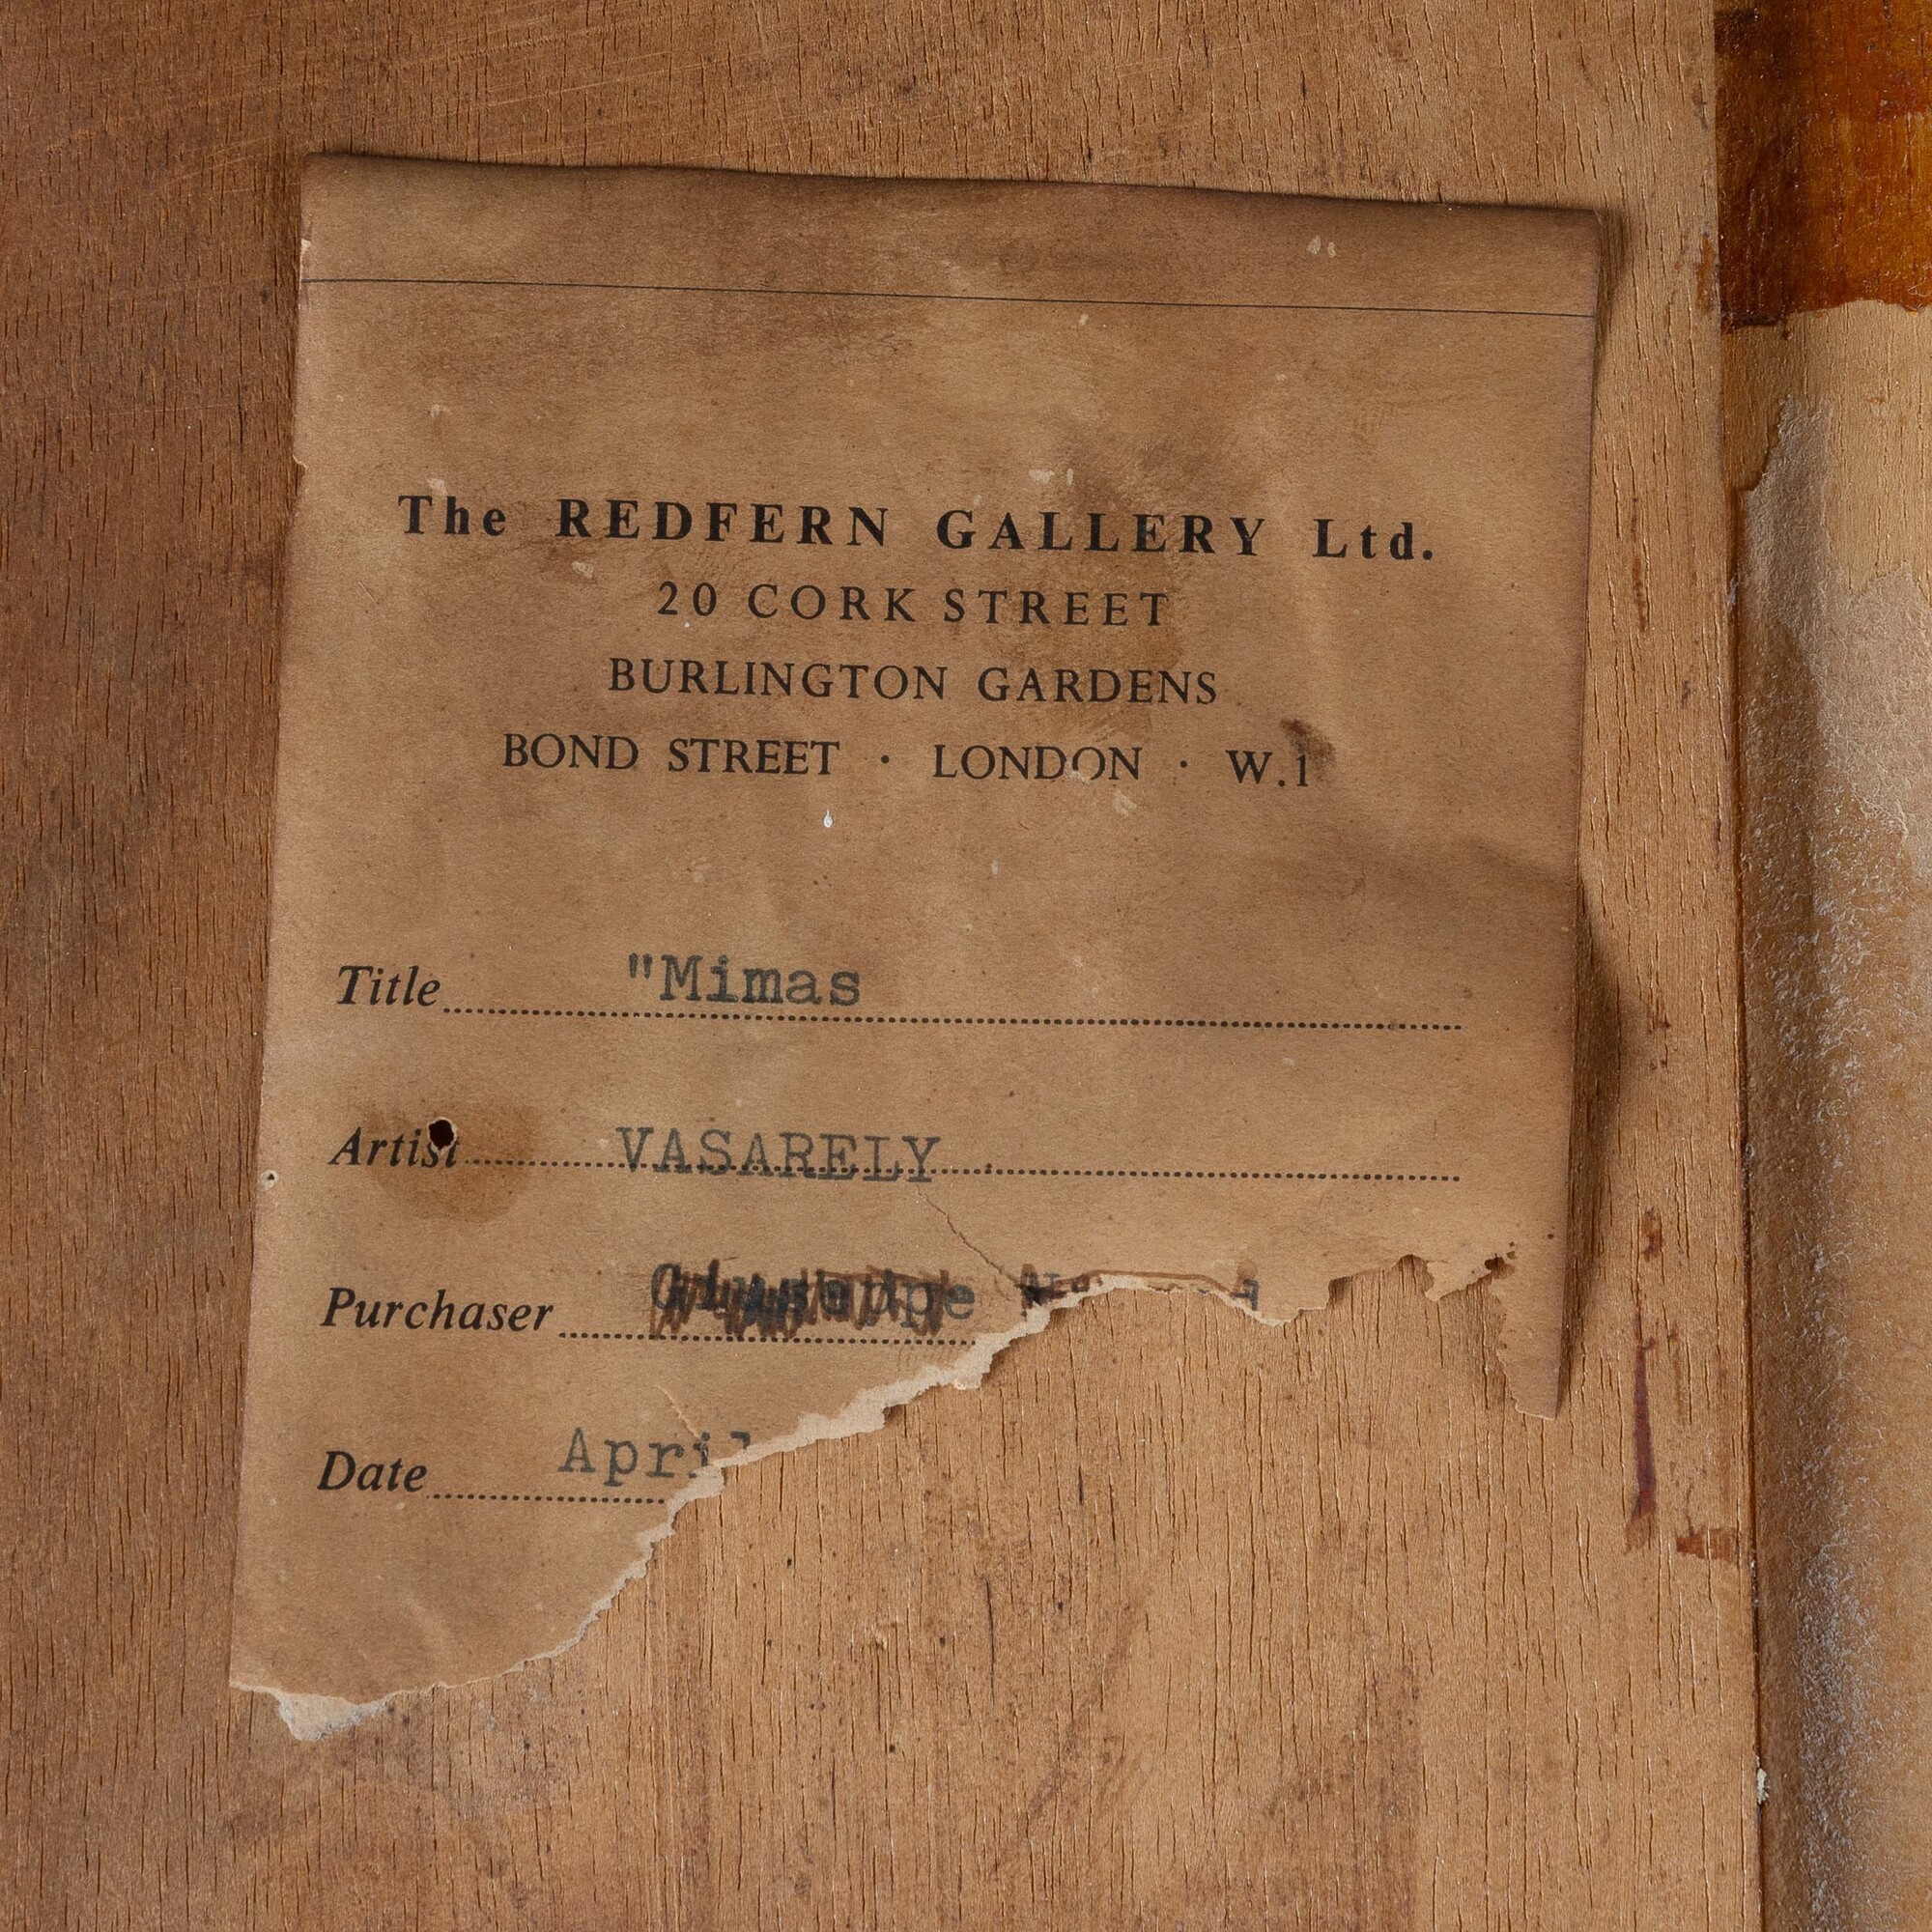 The REDFERN GALLERY Ltd.
20 CORK STREET
BURLINGTON GARDENS
BOND STREET · LONDON · W.1
Title "Mimas
Artist VASARELY
Purchaser
Date April